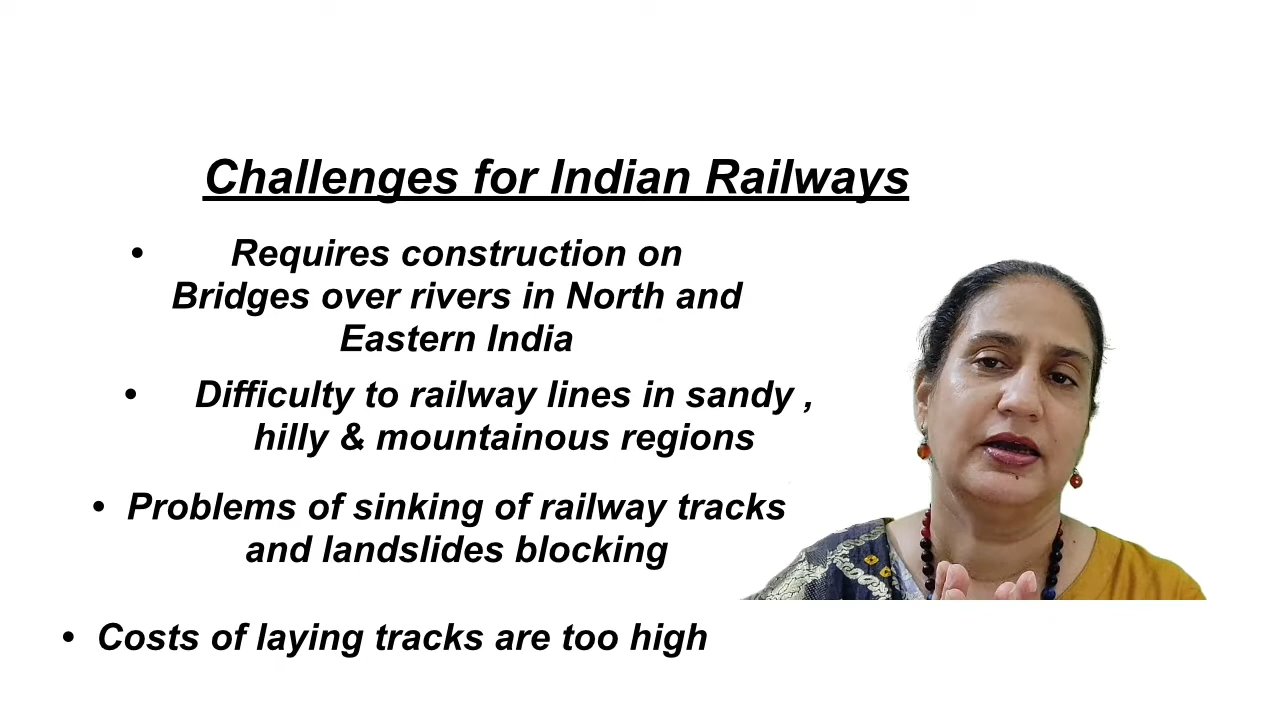 Challenges for Indian Railways
• Requires construction on
Bridges over rivers in North and
Eastern India
• Difficulty to railway lines in sandy ,
hilly & mountainous regions
• Problems of sinking of railway tracks
and landslides blocking
• Costs of laying tracks are too high